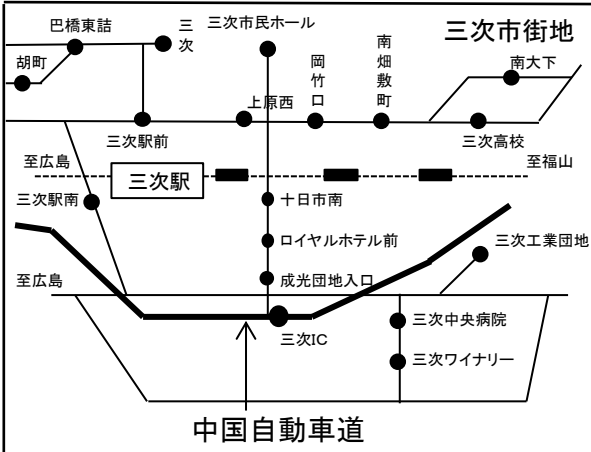 三次市街地
巴橋東詰
三次
三次市民ホール
胡町
岡竹口
南畑敷町
南大下
上原西
三次駅前
三次高校
至広島
三次駅
至福山
三次駅南
十日市南
ロイヤルホテル前
三次工業団地
至広島
成光団地入口
三次IC
三次中央病院
三次ワイナリー
中国自動車道